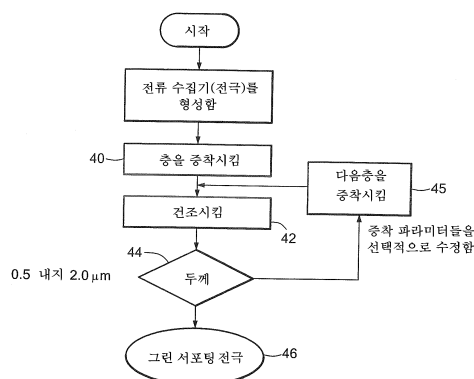 시작
전류 수집기(전극)를
형성함
40
층을 증착시킴
다음층을
증착시킴
45
건조시킴
42
증착 파라미터들을
선택적으로 수정함
44
0.5 내지 2.0μm
두께
그린 서포팅 전극
46